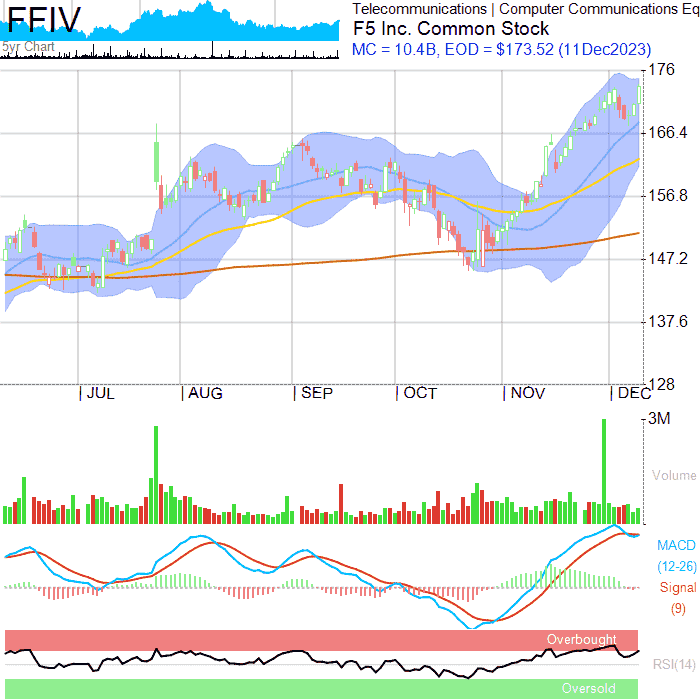 FFIV
5yr Chart
Telecommunications | Computer Communications Eq
F5 Inc. Common Stock
MC = 10.4B, EOD = $173.52 (11Dec2023)
176
166.4
156.8
147.2
137.6
128
JUL
AUG
SEP
OCT
NOV
DEC
3M
Volume
MACD
(12-26)
Signal
(9)
Overbought
RSI(14)
Oversold